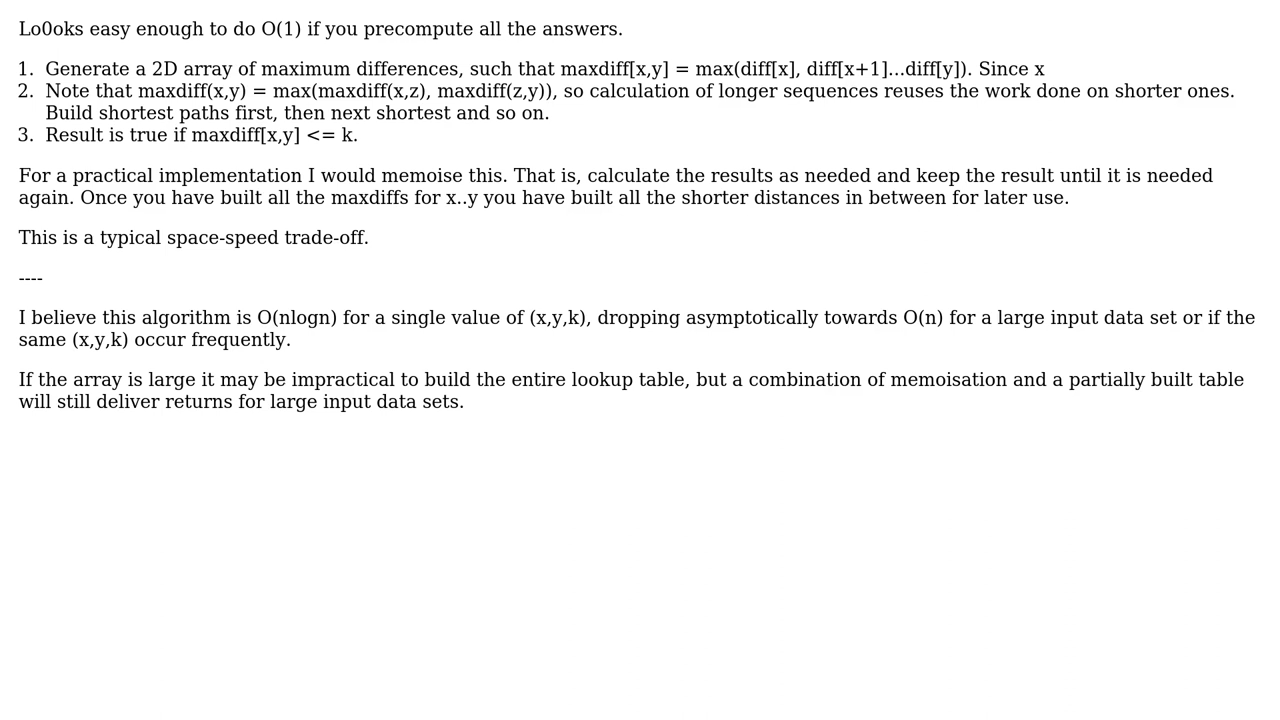 Lo0oks easy enough to do O(1) if you precompute all the answers.
1. Generate a 2D array of maximum differences, such that maxdiff[x,y] = max(diff[x], diff[x+1]...diff[y]). Since x
2. Note that maxdiff(x,y) = max(maxdiff(x,z), maxdiff(z,y)), so calculation of longer sequences reuses the work done on shorter ones.
Build shortest paths first, then next shortest and so on.
3. Result is true if maxdiff[x,y] <= k.
For a practical implementation I would memoise this. That is, calculate the results as needed and keep the result until it is needed
again. Once you have built all the maxdiffs for x..y you have built all the shorter distances in between for later use.
This is a typical space-speed trade-off.
----
I believe this algorithm is O(nlogn) for a single value of (x,y,k), dropping asymptotically towards O(n) for a large input data set or if the
same (x,y,k) occur frequently.
If the array is large it may be impractical to build the entire lookup table, but a combination of memoisation and a partially built table
will still deliver returns for large input data sets.